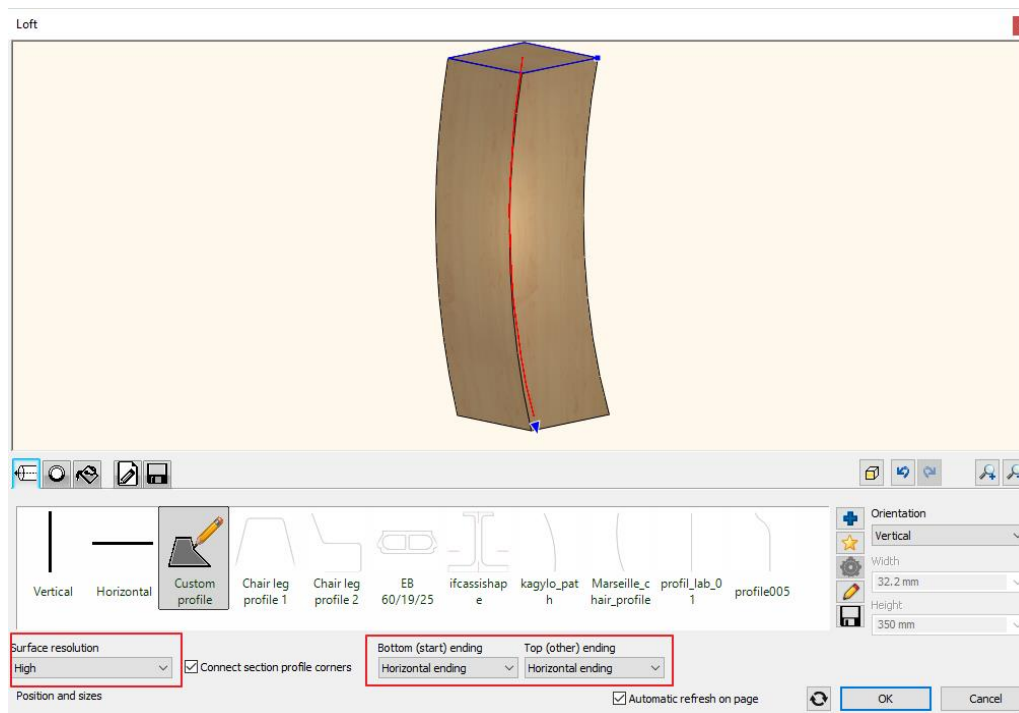 Loft
Vertical
Horizontal
Custom
profile
Chair leg
profile 1
Chair leg
profile 2
EB
60/19/25
ifcassishap
e
kagylo_pat
h
Marseille_c
hair_profile
profil_lab_0
1
profile005
Orientation
Vertical
Width
32.2 mm
Height
350 mm
Surface resolution
High
Connect section profile corners
Bottom (start) ending
Horizontal ending
Top (other) ending
Horizontal ending
Position and sizes
Automatic refresh on page
OK
Cancel